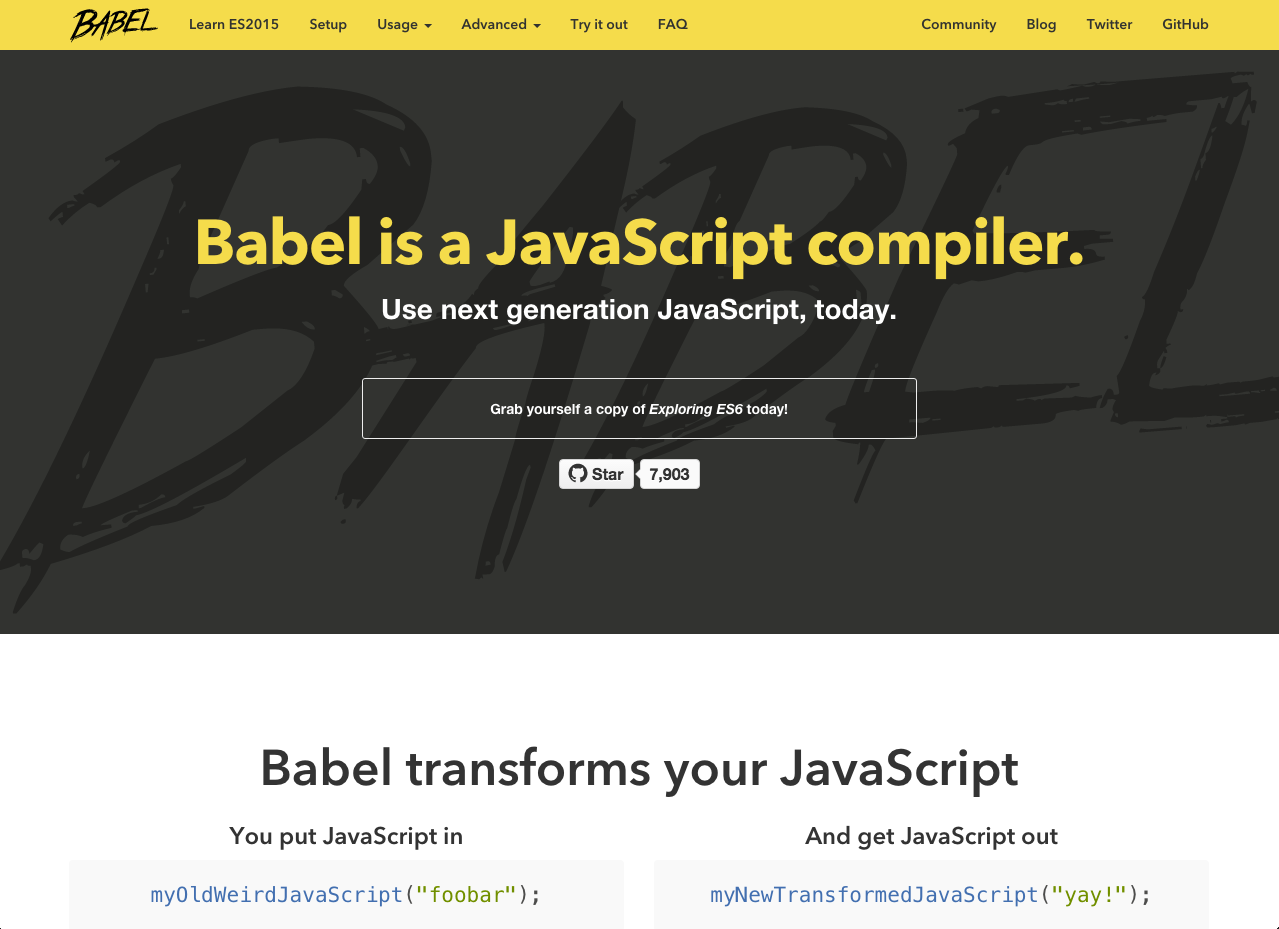 BABEL Learn ES2015 Setup Usage Advanced Try it out FAQ Community Blog Twitter GitHub
BABEL
Babel is a JavaScript compiler.
Use next generation JavaScript, today.
Grab yourself a copy of Exploring ES6 today!
Star 7,903
Babel transforms your JavaScript
You put JavaScript in
myOldWeirdJavaScript("foobar");
And get JavaScript out
myNewTransformedJavaScript("yay!");